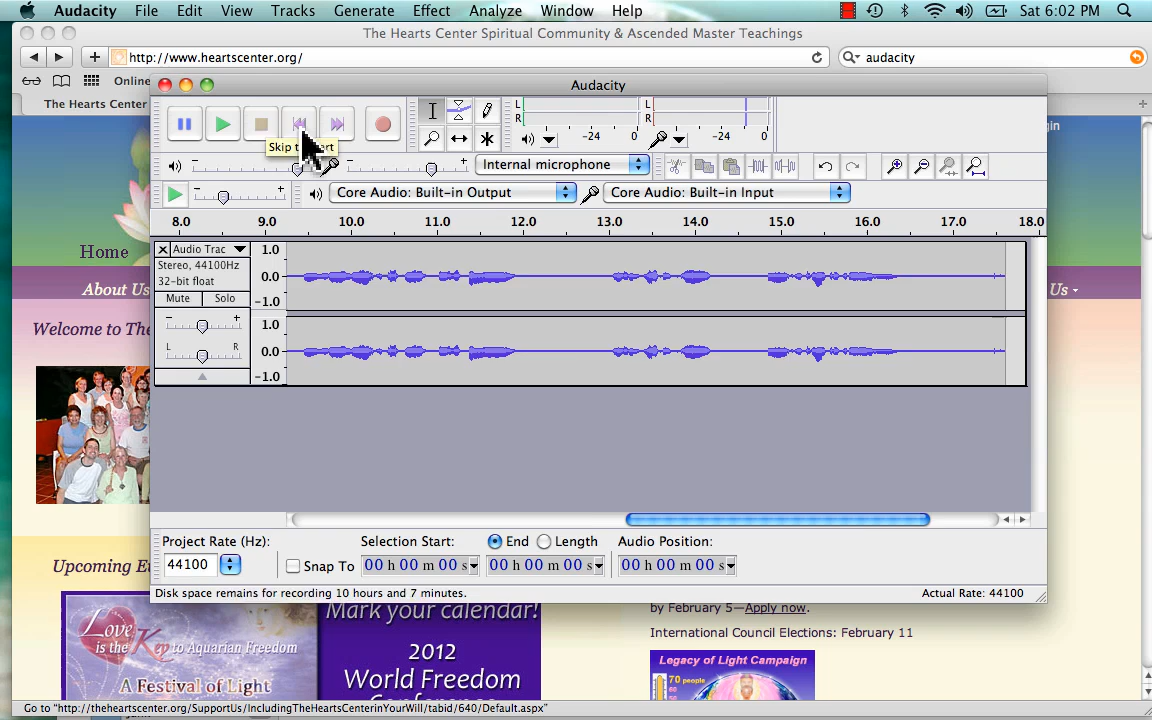 Audacity File Edit View Tracks Generate Effect Analyze Window Help Sat 6:02 PM
The Hearts Center Spiritual Community & Ascended Master Teachings
http://www.heartscenter.org/ audacity
Online
The Hearts Center
Audacity
L R -24 0 L R -24 0
Skip to Start
Internal microphone
Core Audio: Built-in Output Core Audio: Built-in Input
8.0 9.0 10.0 11.0 12.0 13.0 14.0 15.0 16.0 17.0 18.0
Home
Audio Trac 1.0
Stereo, 44100Hz
32-bit float 0.0
Mute Solo -1.0
1.0
L R 0.0
-1.0
About Us Us
Welcome to The
Project Rate (Hz): Selection Start: End Length Audio Position:
44100 Snap To 00 h 00 m 00 s 00 h 00 m 00 s 00 h 00 m 00 s
Upcoming
Disk space remains for recording 10 hours and 7 minutes. Actual Rate: 44100
Love
is the Key to Aquarian Freedom
A Festival of Light
Mark your calendar!
2012
World Freedom
by February 5—Apply now.
International Council Elections: February 11
Legacy of Light Campaign
70 people
Go to "http://theheartscenter.org/SupportUs/IncludingTheHeartsCenterinYourWill/tabid/640/Default.aspx"